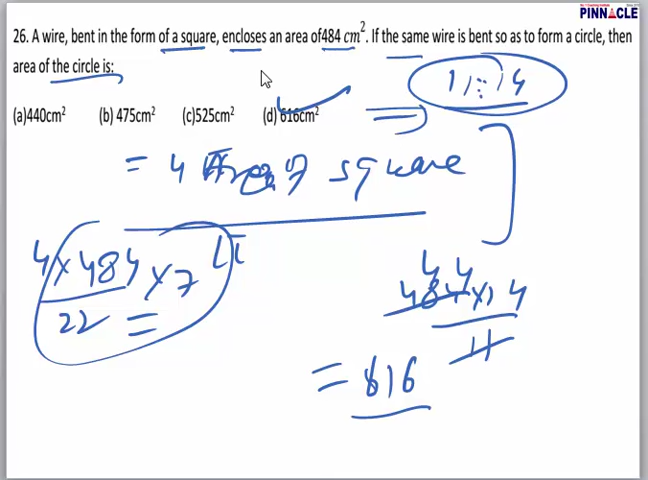 PINNACLE
26. A wire, bent in the form of a square, encloses an area of 484 cm². If the same wire is bent so as to form a circle, then
area of the circle is:
11:14
(a)440cm² (b) 475cm² (c)525cm² (d) 616cm²
= 4 Area of square
4×484×7
22 =
484×14
11
44
= 616